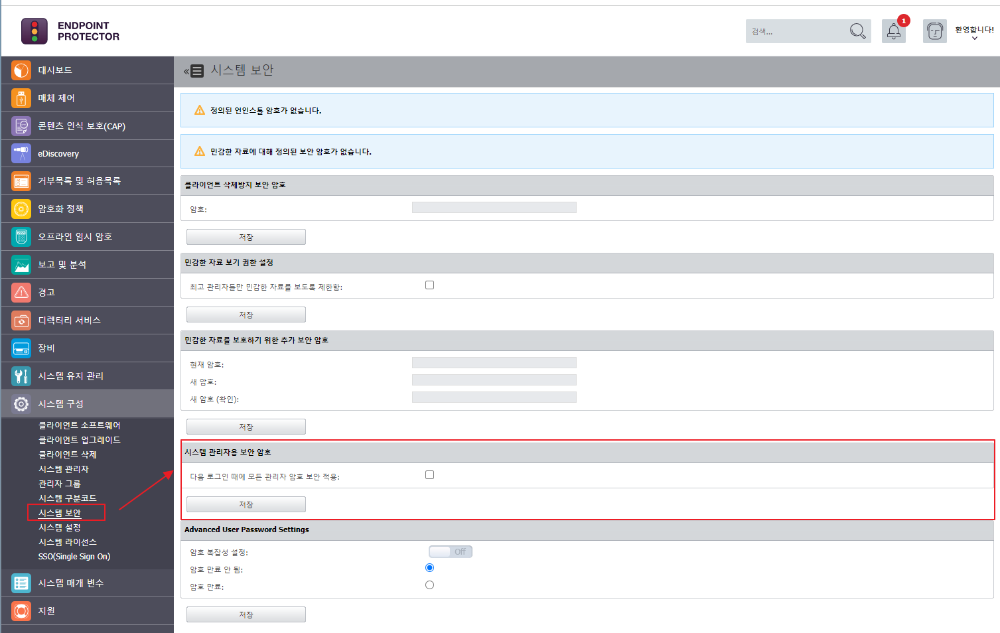 ENDPOINT
PROTECTOR
검색...
1
환영합니다!
대시보드
매체 제어
콘텐츠 인식 보호(CAP)
eDiscovery
거부목록 및 허용목록
암호화 정책
오프라인 임시 암호
보고 및 분석
경고
디렉터리 서비스
장비
시스템 유지 관리
시스템 구성
클라이언트 소프트웨어
클라이언트 업그레이드
클라이언트 삭제
시스템 관리자
관리자 그룹
시스템 구분코드
시스템 보안
시스템 설정
시스템 라이선스
SSO(Single Sign On)
시스템 매개 변수
지원
시스템 보안
정의된 언인스톨 암호가 없습니다.
민감한 자료에 대해 정의된 보안 암호가 없습니다.
클라이언트 삭제방지 보안 암호
암호:
저장
민감한 자료 보기 권한 설정
최고 관리자들만 민감한 자료를 보도록 제한함:
저장
민감한 자료를 보호하기 위한 추가 보안 암호
현재 암호:
새 암호:
새 암호 (확인):
저장
시스템 관리자용 보안 암호
다음 로그인 때에 모든 관리자 암호 보안 적용:
저장
Advanced User Password Settings
암호 복잡성 설정:
Off
암호 만료 안 됨:
암호 만료:
저장